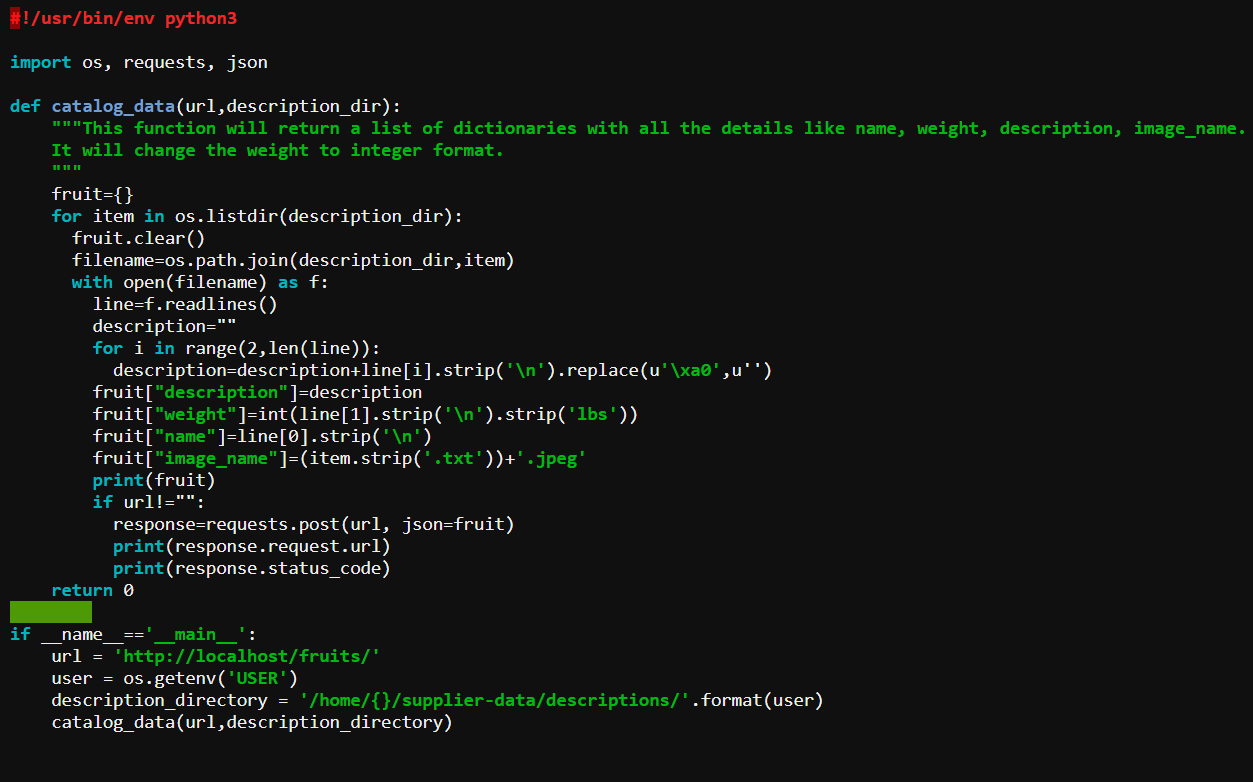 #!/usr/bin/env python3

import os, requests, json

def catalog_data(url,description_dir):
    """This function will return a list of dictionaries with all the details like name, weight, description, image_name.
    It will change the weight to integer format.
    """
    fruit={}
    for item in os.listdir(description_dir):
      fruit.clear()
      filename=os.path.join(description_dir,item)
      with open(filename) as f:
        line=f.readlines()
        description=""
        for i in range(2,len(line)):
          description=description+line[i].strip('\n').replace(u'\xa0',u'')
        fruit["description"]=description
        fruit["weight"]=int(line[1].strip('\n').strip('lbs'))
        fruit["name"]=line[0].strip('\n')
        fruit["image_name"]=(item.strip('.txt'))+'.jpeg'
        print(fruit)
        if url!="":
          response=requests.post(url, json=fruit)
          print(response.request.url)
          print(response.status_code)
    return 0

if __name__=='__main__':
    url = 'http://localhost/fruits/'
    user = os.getenv('USER')
    description_directory = '/home/{}/supplier-data/descriptions/'.format(user)
    catalog_data(url,description_directory)